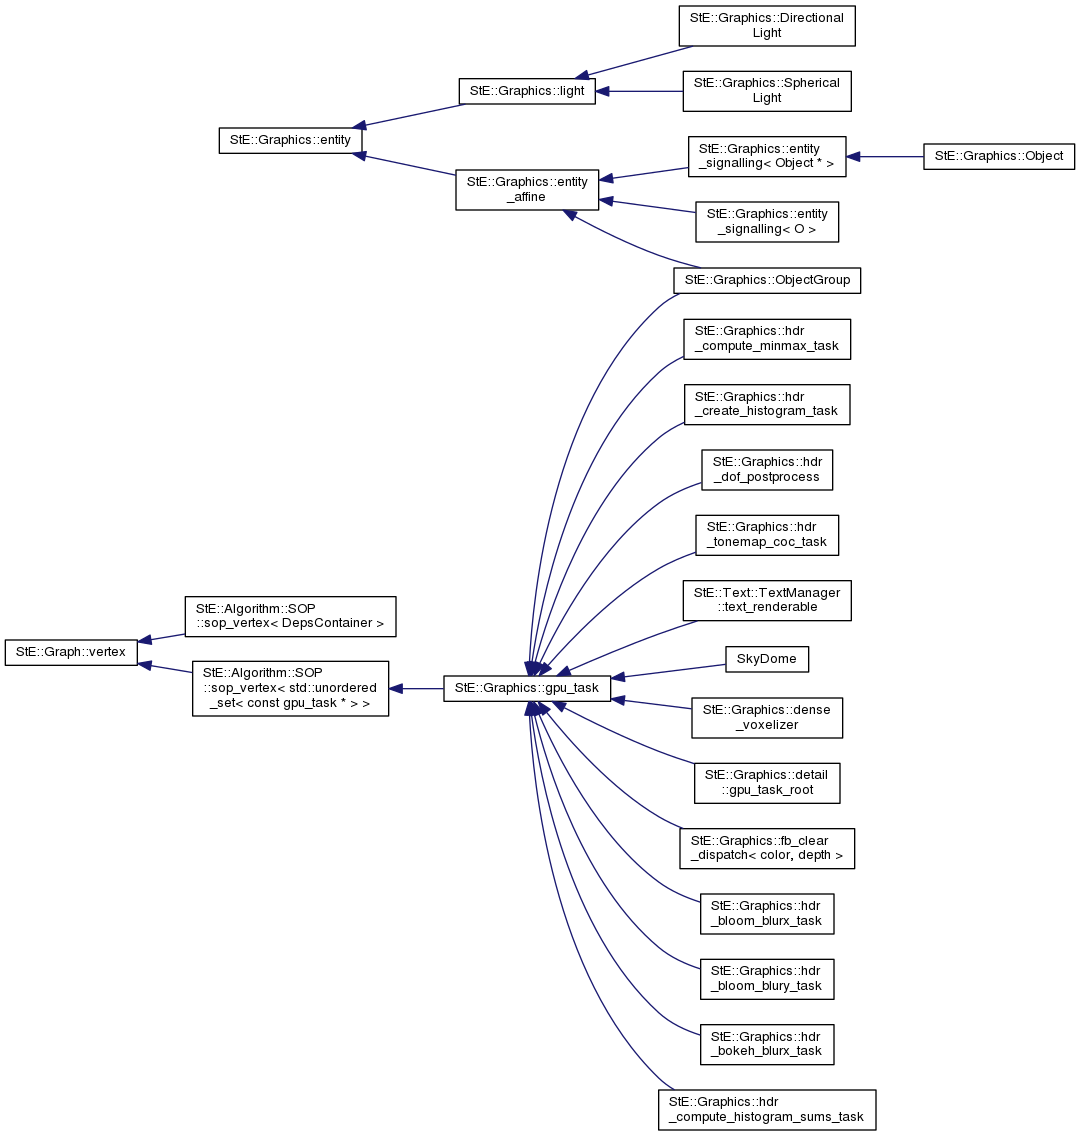 StE::Graphics::Directional
Light
StE::Graphics::light
StE::Graphics::Spherical
Light
StE::Graphics::entity
StE::Graphics::entity
_signalling< Object * >
StE::Graphics::Object
StE::Graphics::entity
_affine
StE::Graphics::entity
_signalling< O >
StE::Graphics::ObjectGroup
StE::Graphics::hdr
_compute_minmax_task
StE::Graphics::hdr
_create_histogram_task
StE::Graphics::hdr
_dof_postprocess
StE::Graphics::hdr
_tonemap_coc_task
StE::Text::TextManager
::text_renderable
StE::Algorithm::SOP
::sop_vertex< DepsContainer >
StE::Graph::vertex
SkyDome
StE::Algorithm::SOP
::sop_vertex< std::unordered
_set< const gpu_task * > >
StE::Graphics::gpu_task
StE::Graphics::dense
_voxelizer
StE::Graphics::detail
::gpu_task_root
StE::Graphics::fb_clear
_dispatch< color, depth >
StE::Graphics::hdr
_bloom_blurx_task
StE::Graphics::hdr
_bloom_blury_task
StE::Graphics::hdr
_bokeh_blurx_task
StE::Graphics::hdr
_compute_histogram_sums_task